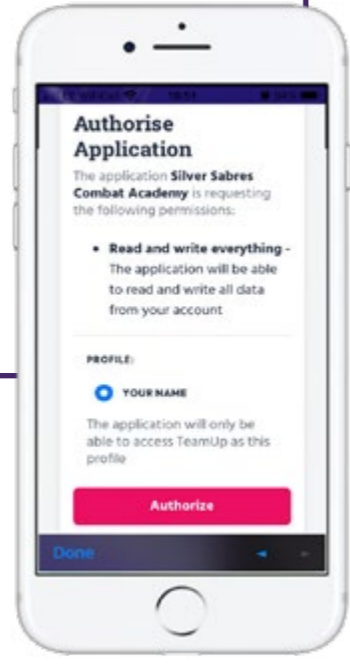 Authorise
Application
The application Silver Sabres
Combat Academy is requesting
the following permissions:
• Read and write everything -
The application will be able
to read and write all data
from your account
PROFILE:
YOUR NAME
The application will only be
able to access TeamUp as this
profile
Authorize
Done